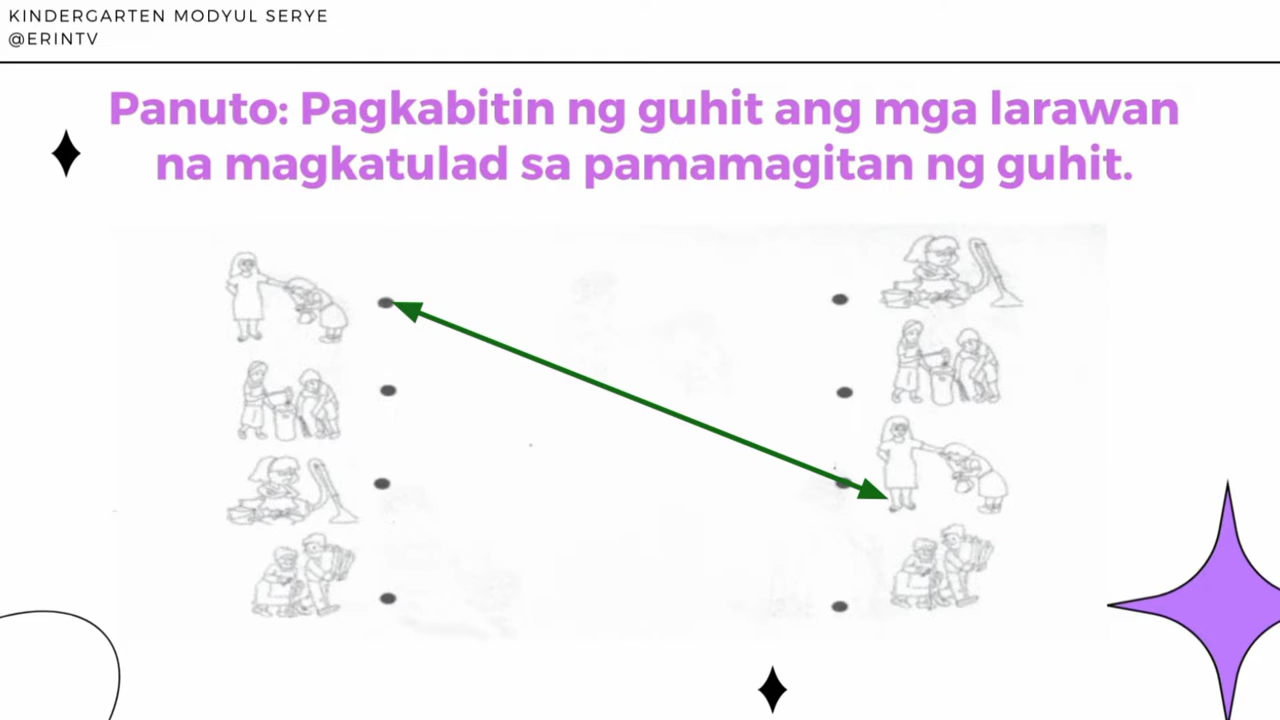 KINDERGARTEN MODYUL SERYE
@ERINTV
Panuto: Pagkabitin ng guhit ang mga larawan
na magkatulad sa pamamagitan ng guhit.